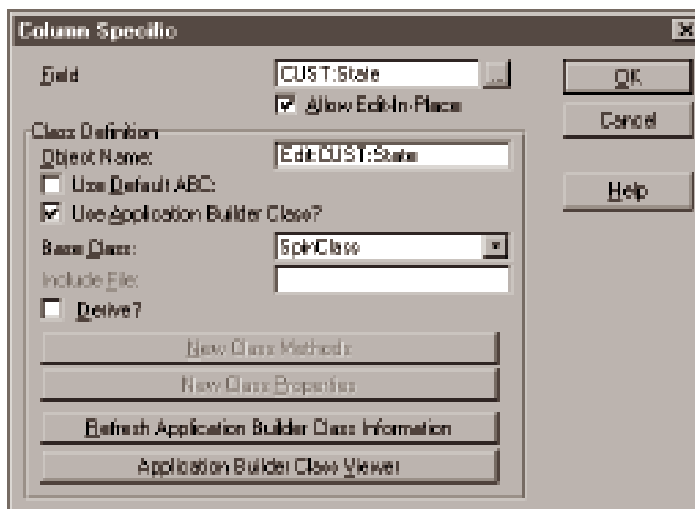 Column Specific
Field
CUST:State
...
Allow Edit-In-Place
OK
Cancel
Help
Class Definition
Object Name:
Edit:CUST:State
Use Default ABC:
Use Application Builder Class?
Base Class:
SpinClass
Include File:
Derive?
New Class Methods
New Class Properties
Refresh Application Builder Class Information
Application Builder Class Viewer